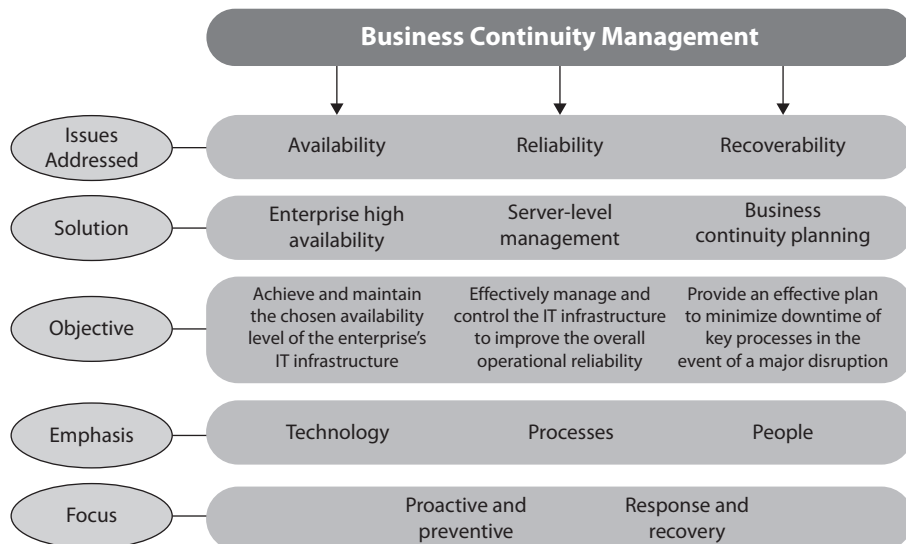 Business Continuity Management
Issues
Addressed
Availability
Reliability
Recoverability
Solution
Enterprise high
availability
Server-level
management
Business
continuity planning
Objective
Achieve and maintain
the chosen availability
level of the enterprise's
IT infrastructure
Effectively manage and
control the IT infrastructure
to improve the overall
operational reliability
Provide an effective plan
to minimize downtime of
key processes in the
event of a major disruption
Emphasis
Technology
Processes
People
Focus
Proactive and
preventive
Response and
recovery